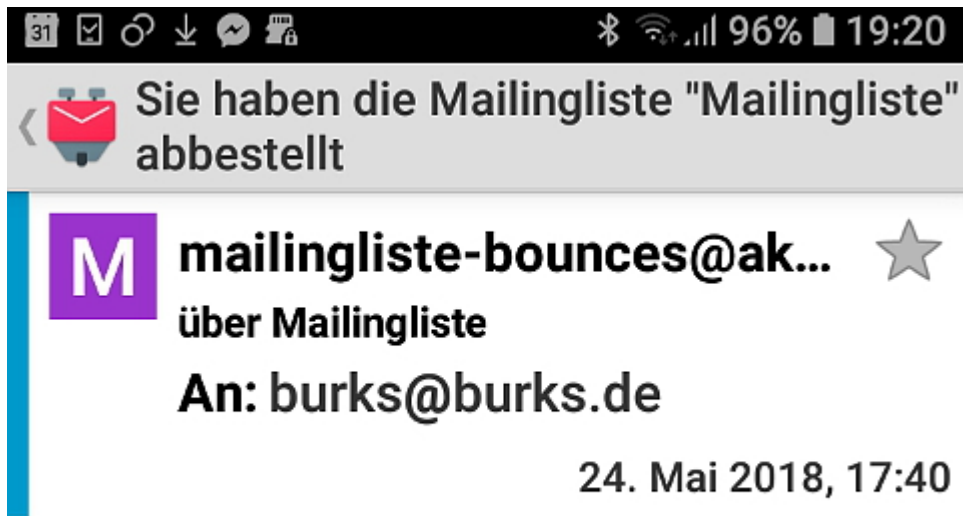 31 96% 19:20
Sie haben die Mailingliste "Mailingliste"
abbestellt
M mailingliste-bounces@ak...
über Mailingliste
An: burks@burks.de
24. Mai 2018, 17:40